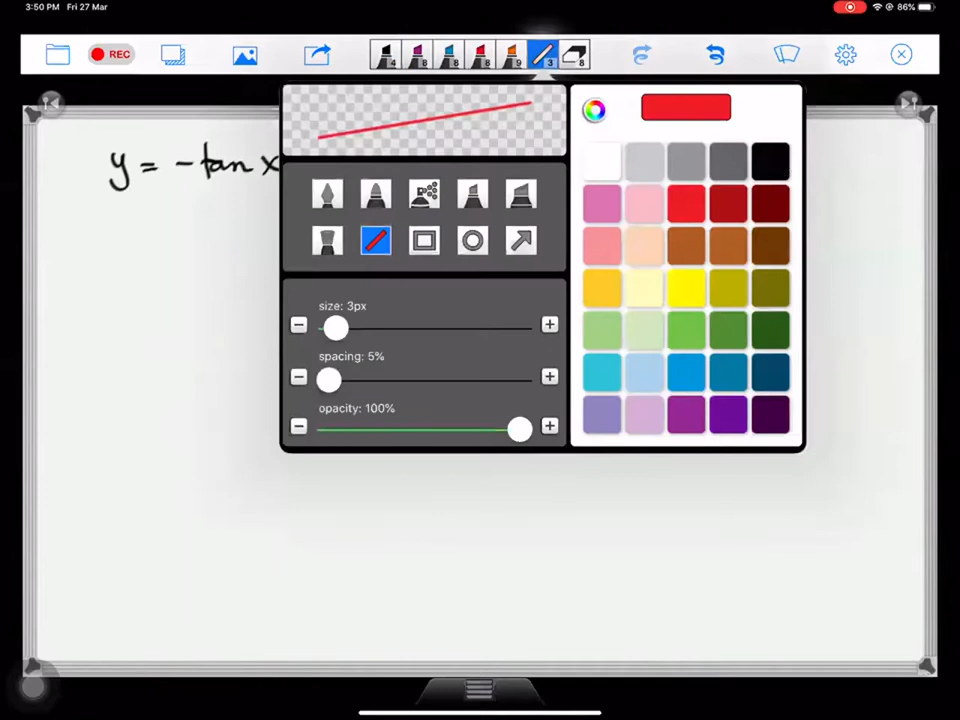 3:50 PM Fri 27 Mar
86%
REC
4 8 8 8 9 3 8
y = -tan x
size: 3px
spacing: 5%
opacity: 100%